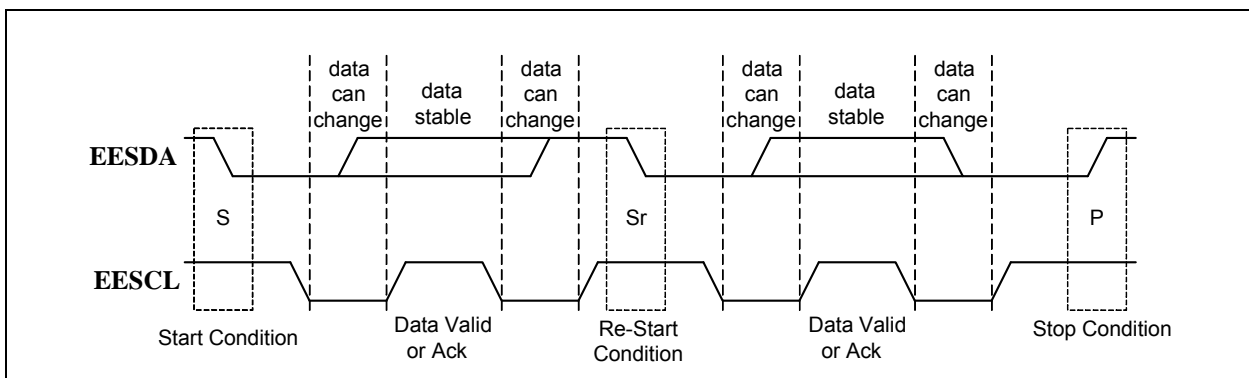 data
can
change
data
stable
data
can
change
data
can
change
data
stable
data
can
change
EESDA
S
Sr
P
EESCL
Start Condition
Data Valid
or Ack
Re-Start
Condition
Data Valid
or Ack
Stop Condition